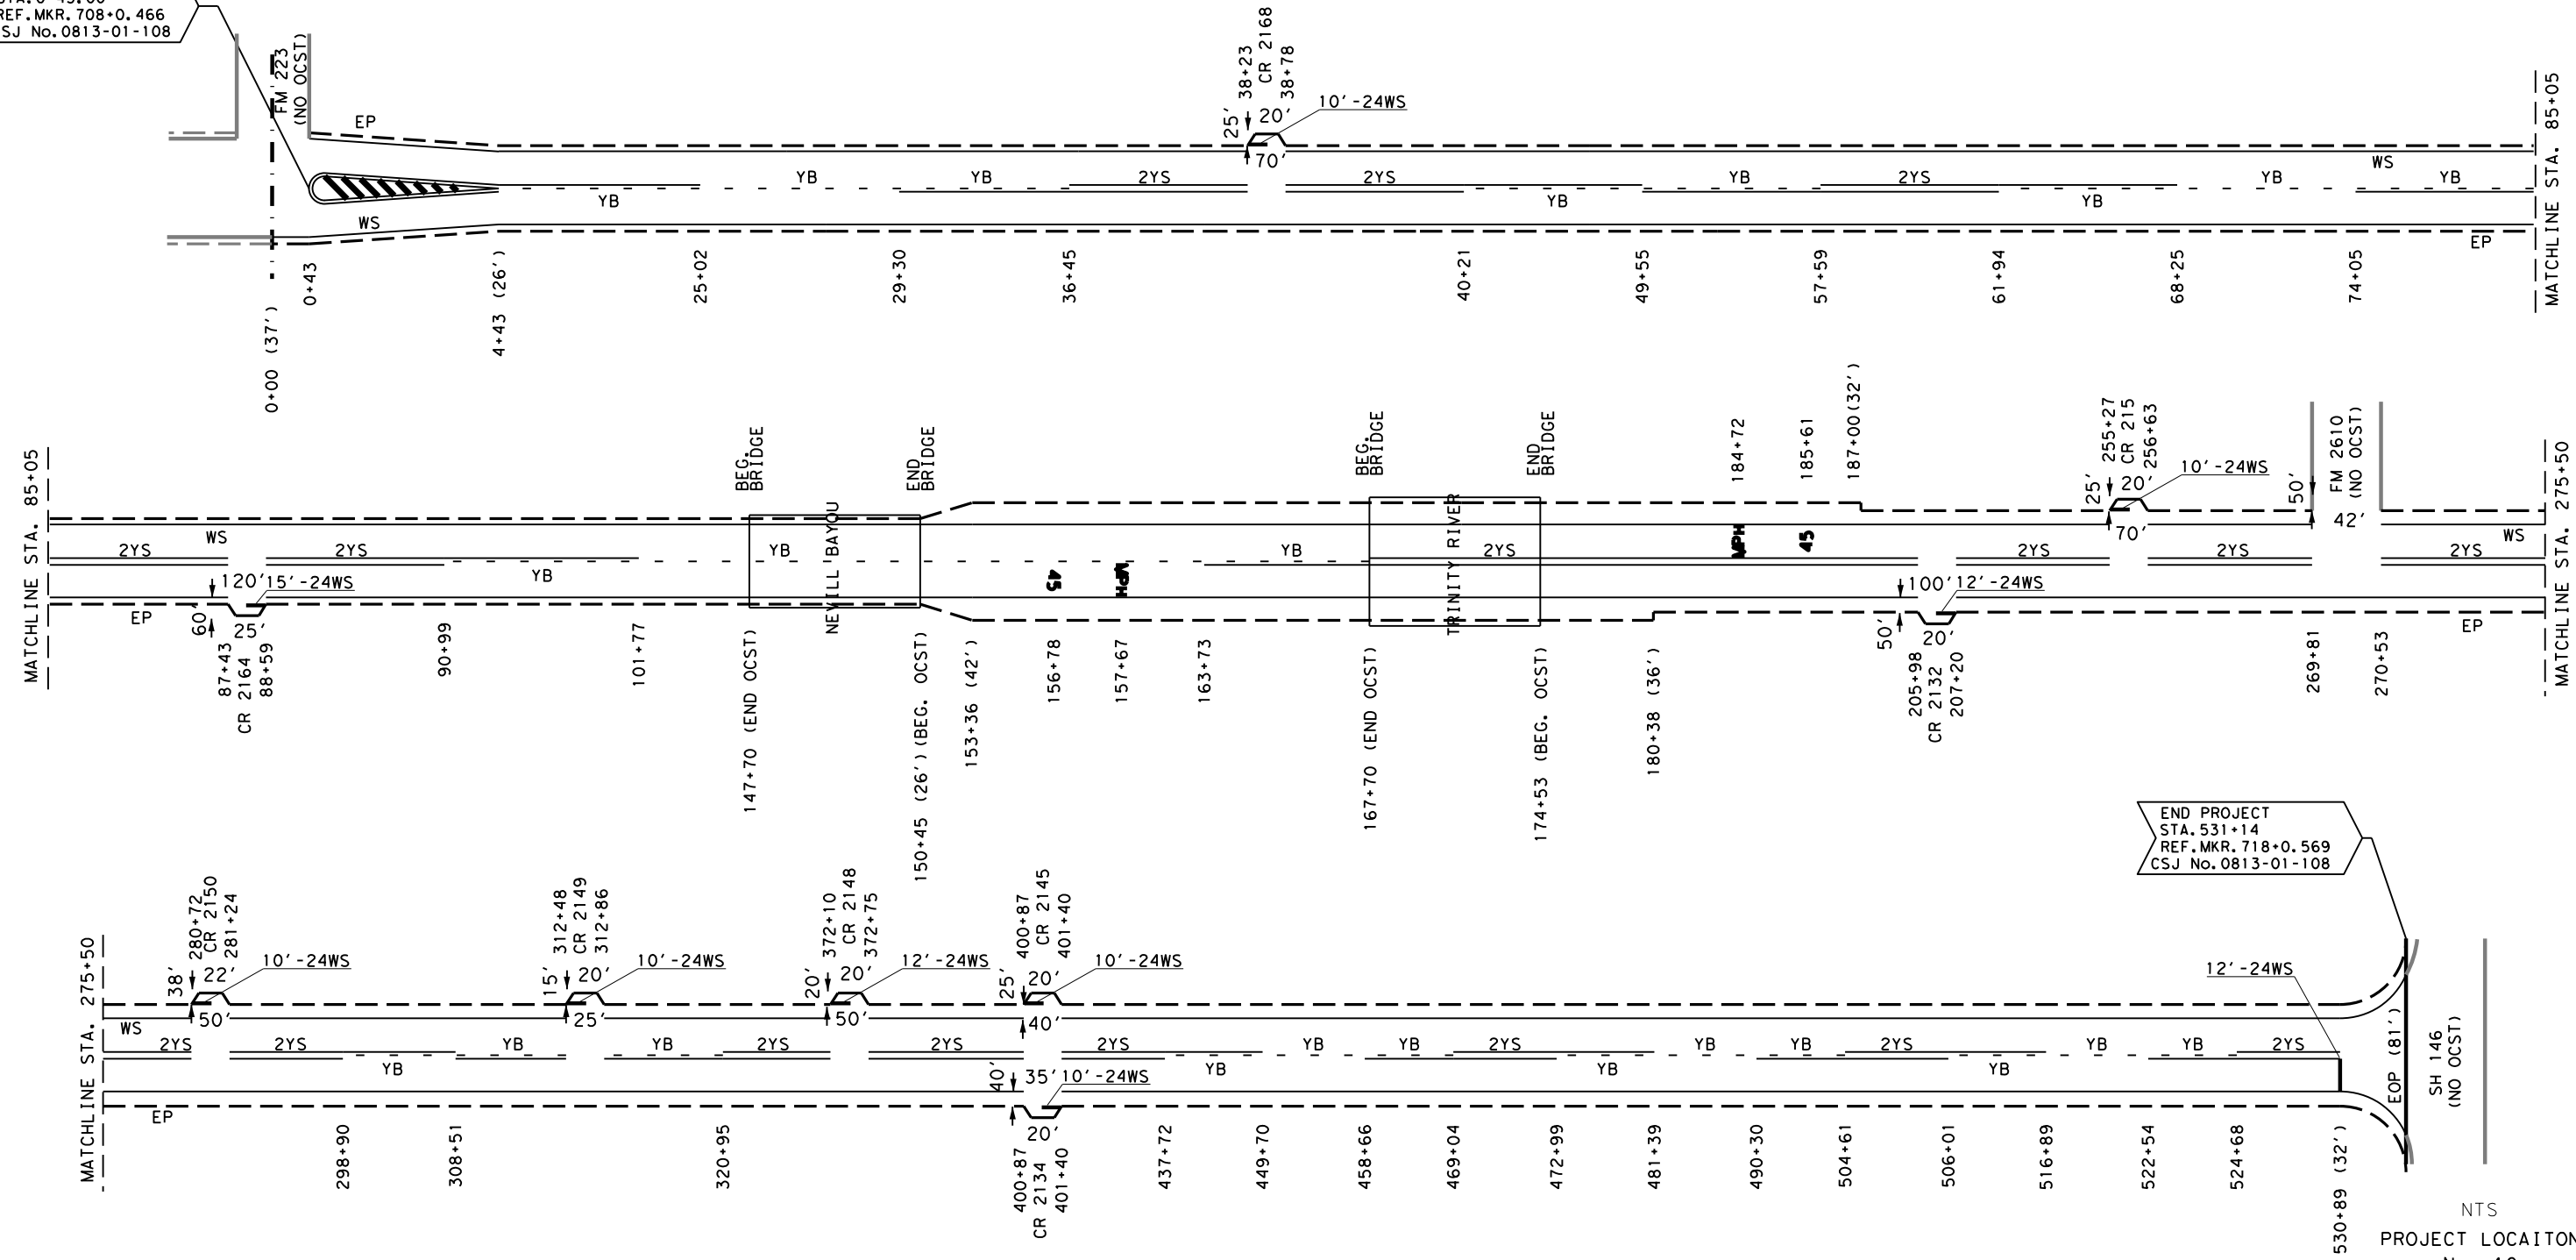 REF.MKR.708+0.466
CSJ No.0813-01-108
FM 223
(NO OCST)
EP
38+23
CR 2168
38+78
25'
20'
10'-24WS
70'
MATCHLINE STA. 85+05
WS
YB
YB
YB
2YS
2YS
YB
YB
2YS
YB
YB
YB
WS
EP
0+00 (37')
0+43
4+43 (26')
25+02
29+30
36+45
40+21
49+55
57+59
61+94
68+25
74+05
MATCHLINE STA. 85+05
BEG.
BRIDGE
NEVILL BAYOU
END
BRIDGE
BEG.
BRIDGE
TRINITY RIVER
END
BRIDGE
184+72
185+61
187+00(32')
255+27
CR 215
256+63
25'
20'
10'-24WS
70'
50'
FM 2610
(NO OCST)
42'
MATCHLINE STA. 275+50
WS
2YS
2YS
YB
YB
YB
2YS
2YS
2YS
2YS
WS
45
MPH
MPH
45
EP
60'
120'
15'-24WS
25'
87+43
CR 2164
88+59
90+99
101+77
147+70 (END OCST)
150+45 (26')(BEG. OCST)
153+36 (42')
156+78
157+67
163+73
167+70 (END OCST)
174+53 (BEG. OCST)
180+38 (36')
50'
100'
12'-24WS
20'
205+98
CR 2132
207+20
269+81
270+53
EP
END PROJECT
STA.531+14
REF.MKR.718+0.569
CSJ No.0813-01-108
MATCHLINE STA. 275+50
38'
280+72
CR 2150
281+24
22'
10'-24WS
50'
15'
312+48
CR 2149
312+86
20'
10'-24WS
25'
20'
372+10
CR 2148
372+75
20'
12'-24WS
50'
25'
400+87
CR 2145
401+40
20'
10'-24WS
40'
12'-24WS
WS
2YS
2YS
YB
YB
YB
2YS
2YS
2YS
YB
YB
YB
2YS
YB
YB
YB
2YS
YB
YB
YB
2YS
EP
40'
35'
10'-24WS
20'
400+87
CR 2134
401+40
EOP (81')
SH 146
(NO OCST)
298+90
308+51
320+95
437+72
449+70
458+66
469+04
472+99
481+39
490+30
504+61
506+01
516+89
522+54
524+68
530+89 (32')
NTS
PROJECT LOCAITON